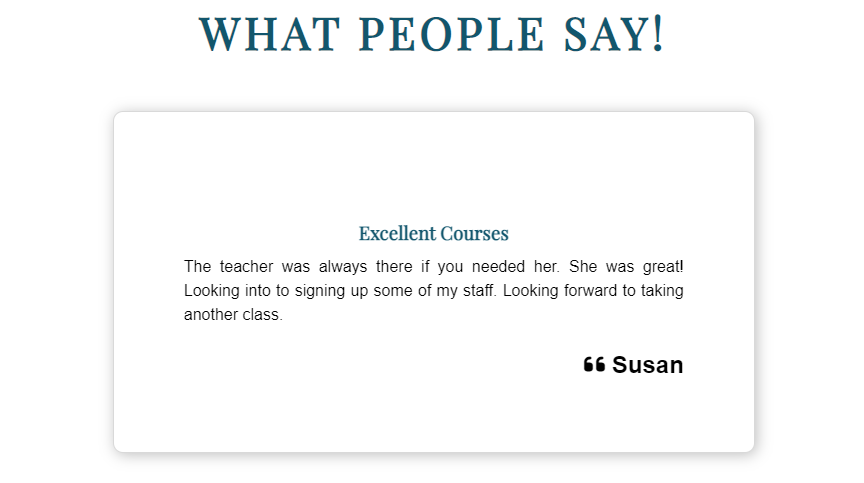 WHAT PEOPLE SAY!
Excellent Courses
The teacher was always there if you needed her. She was great!
Looking into to signing up some of my staff. Looking forward to taking
another class.
❝ Susan